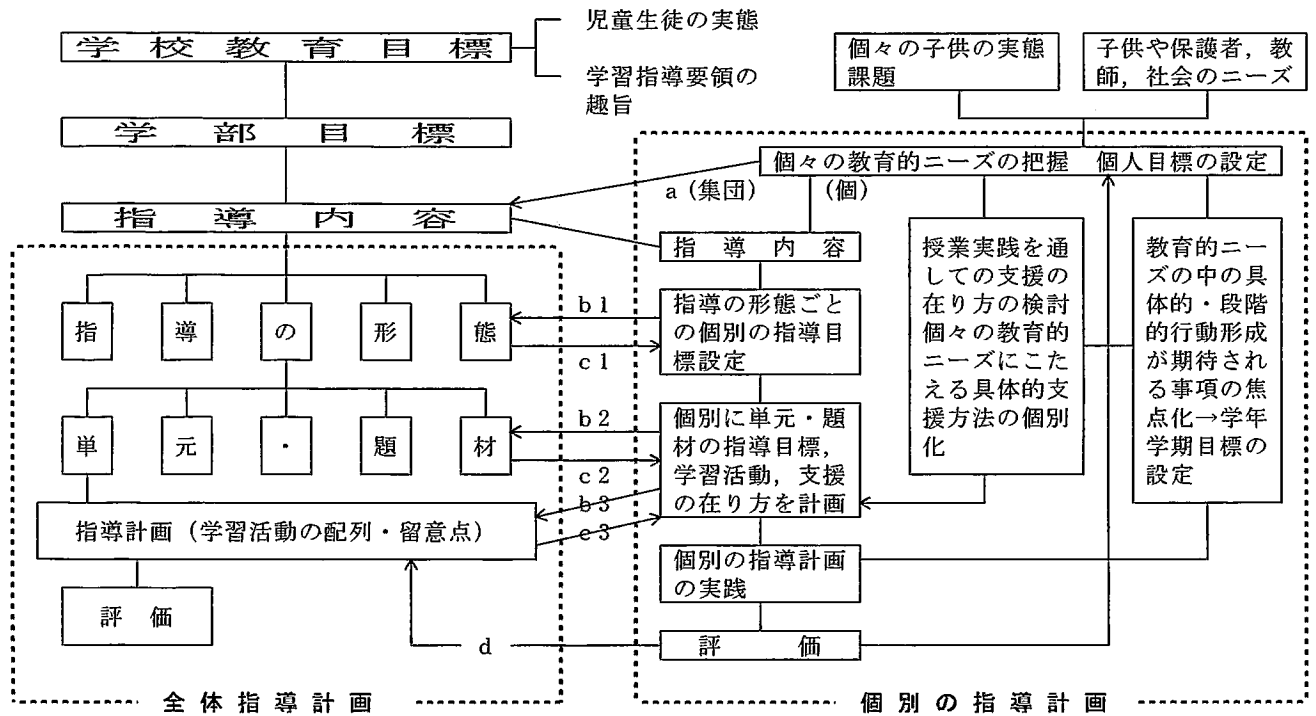 学校教育目標
児童生徒の実態
学習指導要領の
趣旨
学部目標
指導内容
指導の形態
単元・題材
指導計画（学習活動の配列・留意点）
評価
全体指導計画
個々の子供の実態
課題
子供や保護者，教
師，社会のニーズ
個々の教育的ニーズの把握　個人目標の設定
a（集団）
（個）
指導内容
b1
c1
指導の形態ごと
の個別の指導目
標設定
b2
c2
b3
c3
個別に単元・題
材の指導目標，
学習活動，支援
の在り方を計画
個別の指導計画
の実践
d
評価
授業実践を通
しての支援の
在り方の検討
個々の教育的
ニーズにこた
える具体的支
援方法の個別
化
教育的ニー
ズの中の具
体的・段階
的行動形成
が期待され
る事項の焦
点化→学年
学期目標の
設定
個別の指導計画